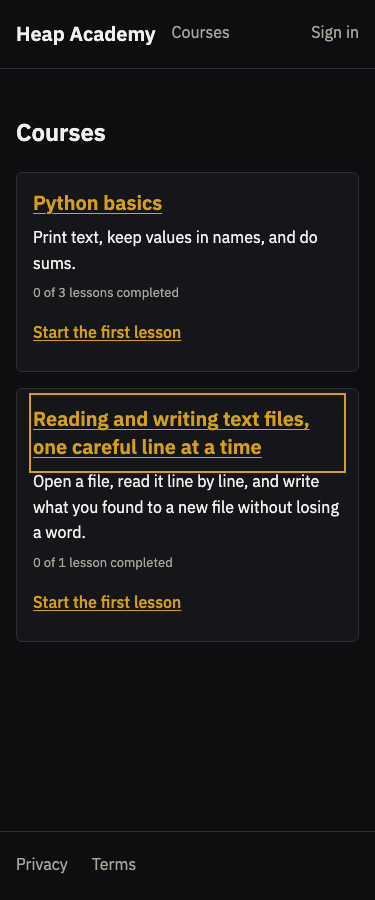 Heap Academy Courses Sign in
Courses
Python basics
Print text, keep values in names, and do
sums.
0 of 3 lessons completed
Start the first lesson
Reading and writing text files,
one careful line at a time
Open a file, read it line by line, and write
what you found to a new file without losing
a word.
0 of 1 lesson completed
Start the first lesson
Privacy Terms